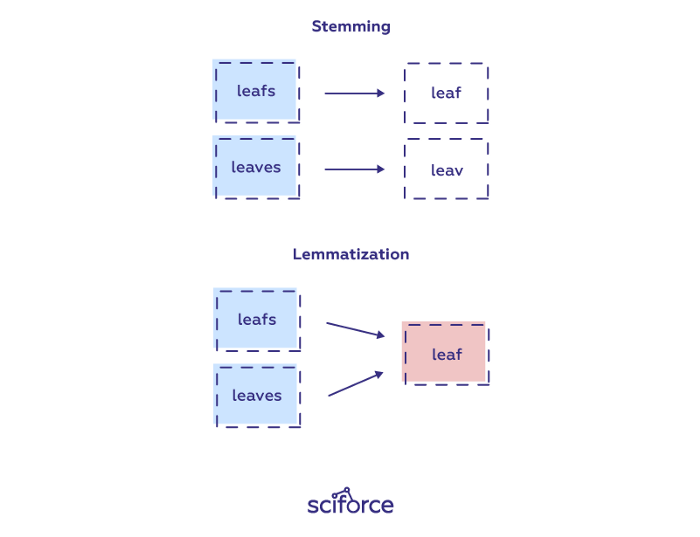 Stemming
leafs
leaf
leaves
leav
Lemmatization
leafs
leaf
leaves
sciforce